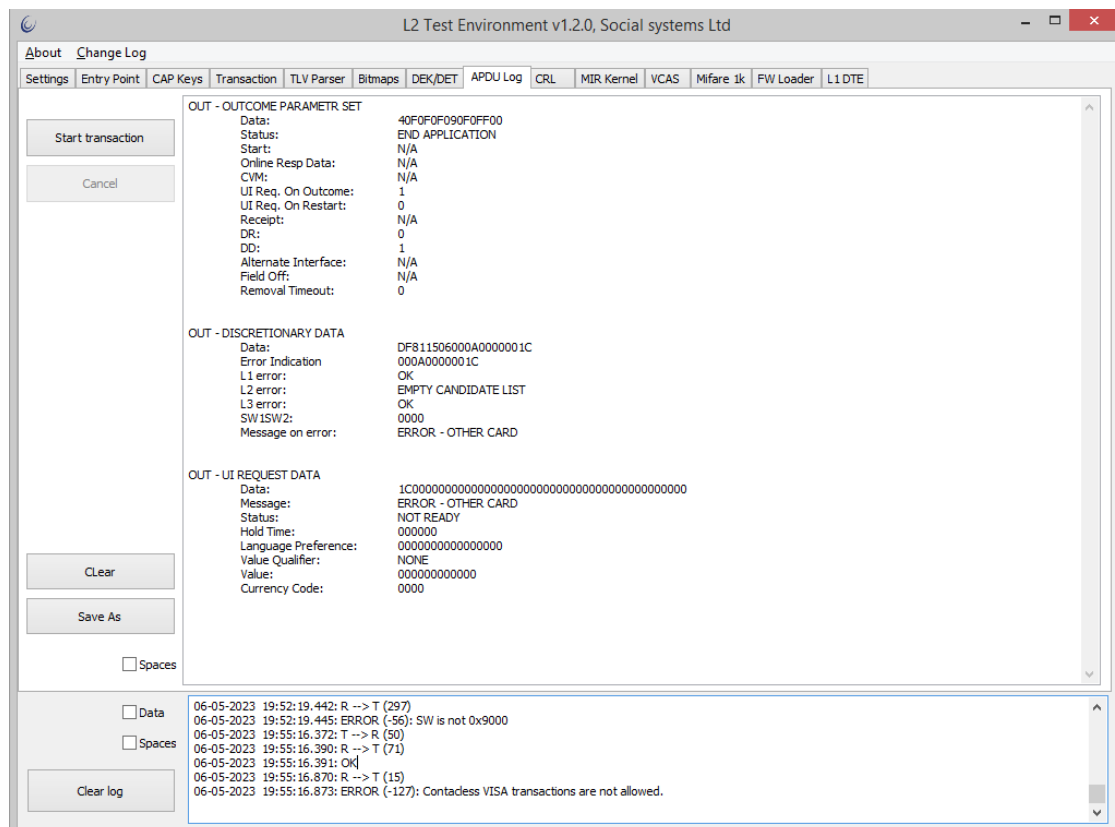 L2 Test Environment v1.2.0, Social systems Ltd
About Change Log
Settings Entry Point CAP Keys Transaction TLV Parser Bitmaps DEK/DET APDU Log CRL MIR Kernel VCAS Mifare 1k FW Loader L1 DTE
Start transaction
Cancel
CLear
Save As
Spaces
OUT - OUTCOME PARAMETR SET
Data: 40F0F0F090F0FF00
Status: END APPLICATION
Start: N/A
Online Resp Data: N/A
CVM: N/A
UI Req. On Outcome: 1
UI Req. On Restart: 0
Receipt: N/A
DR: 0
DD: 1
Alternate Interface: N/A
Field Off: N/A
Removal Timeout: 0
OUT - DISCRETIONARY DATA
Data: DF811506000A0000001C
Error Indication 000A0000001C
L1 error: OK
L2 error: EMPTY CANDIDATE LIST
L3 error: OK
SW1SW2: 0000
Message on error: ERROR - OTHER CARD
OUT - UI REQUEST DATA
Data: 1C000000000000000000000000000000000000000000
Message: ERROR - OTHER CARD
Status: NOT READY
Hold Time: 000000
Language Preference: 0000000000000000
Value Qualifier: NONE
Value: 000000000000
Currency Code: 0000
Data
Spaces
Clear log
06-05-2023 19:52:19.442: R --> T (297)
06-05-2023 19:52:19.445: ERROR (-56): SW is not 0x9000
06-05-2023 19:55:16.372: T --> R (50)
06-05-2023 19:55:16.390: R --> T (71)
06-05-2023 19:55:16.391: OK
06-05-2023 19:55:16.870: R --> T (15)
06-05-2023 19:55:16.873: ERROR (-127): Contacless VISA transactions are not allowed.